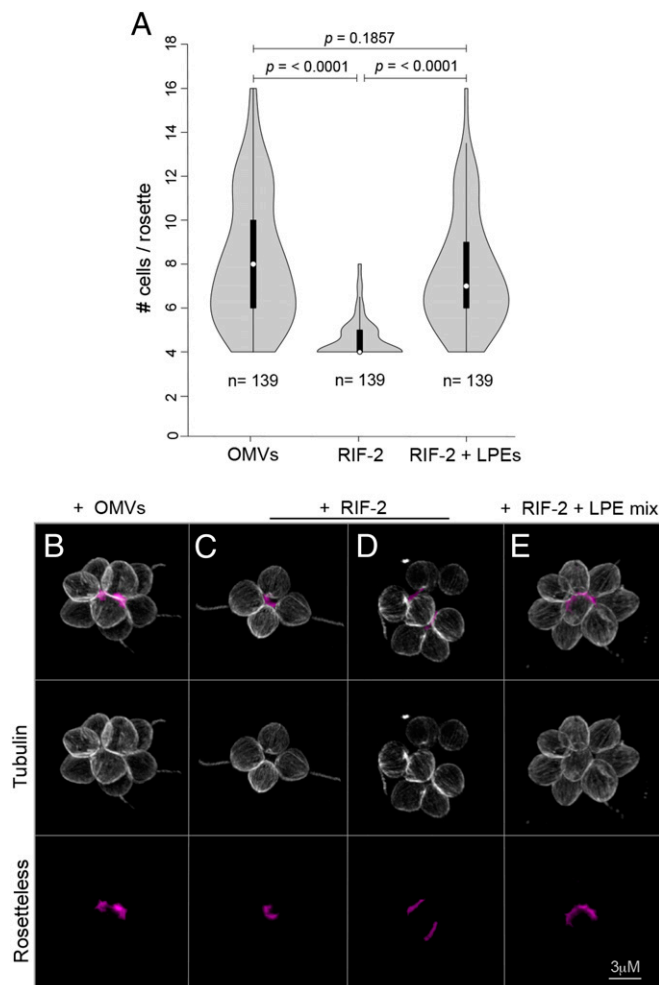 A
18
16
14
12
10
8
6
4
2
0
# cells / rosette
p = 0.1857
p = < 0.0001 p = < 0.0001
n= 139 n= 139 n= 139
OMVs RIF-2 RIF-2 + LPEs
+ OMVs + RIF-2 + RIF-2 + LPE mix
B C D E
Tubulin
Rosetteless
3µM